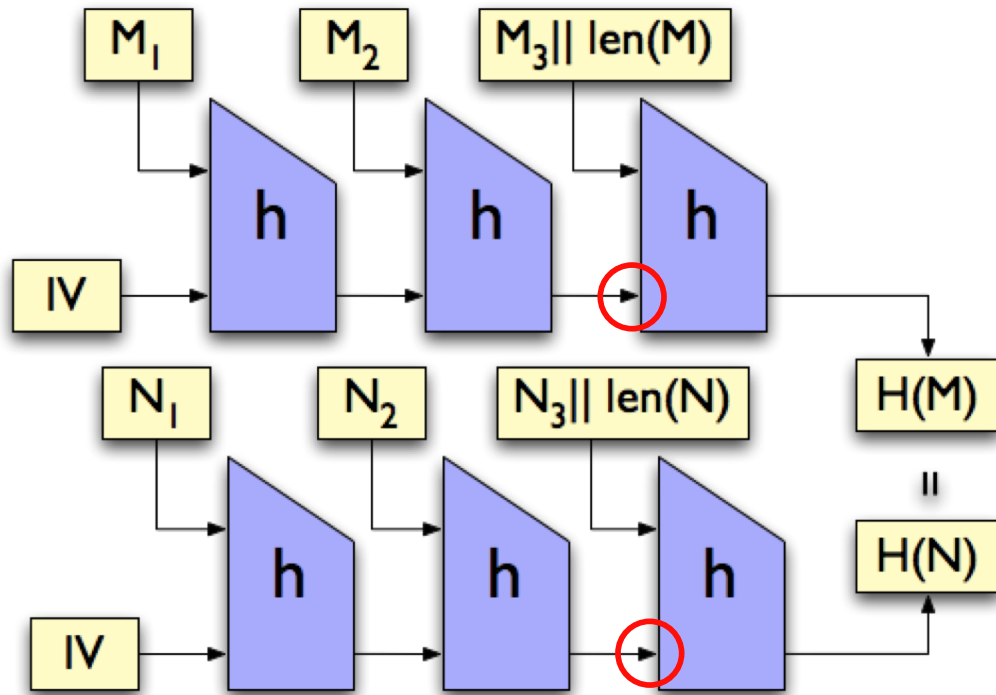 M₁ M₂ M₃|| len(M)
h h h
IV
H(M)
N₁ N₂ N₃|| len(N)
=
h h h
H(N)
IV